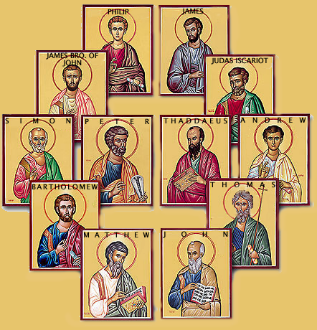 PHILIP
JAMES
JAMES BRO. OF
JOHN
JUDAS ISCARIOT
SIMON
PETER
THADDAEUS
ANDREW
BARTHOLOMEW
THOMAS
MATTHEW
JOHN